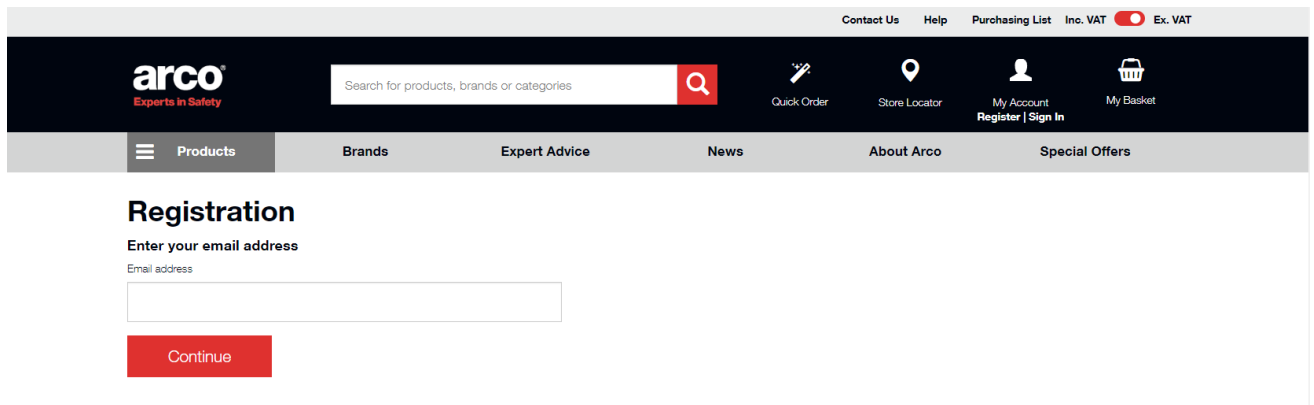 Contact Us Help Purchasing List Inc. VAT Ex. VAT
arco®
Experts in Safety
Search for products, brands or categories
Quick Order
Store Locator
My Account
Register | Sign In
My Basket
Products Brands Expert Advice News About Arco Special Offers
Registration
Enter your email address
Email address
Continue